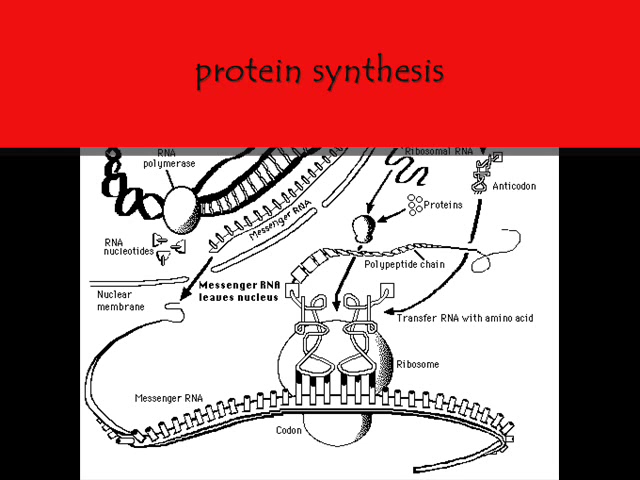 protein synthesis
RNA
polymerase
Ribosomal RNA
Anticodon
Proteins
Messenger RNA
RNA
nucleotides
Polypeptide chain
Messenger RNA
leaves nucleus
Nuclear
membrane
Transfer RNA with amino acid
Ribosome
Messenger RNA
Codon